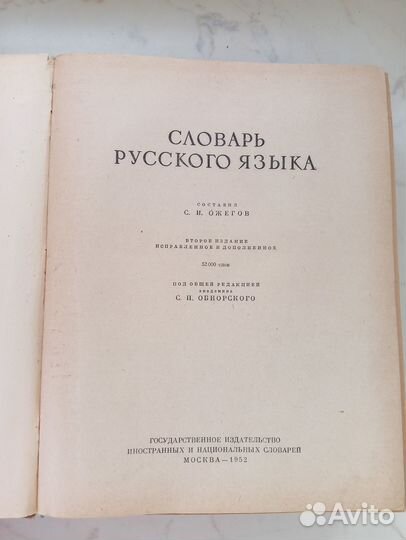 СЛОВАРЬ
РУССКОГО ЯЗЫКА
СОСТАВИЛ
С. И. ОЖЕГОВ
ВТОРОЕ ИЗДАНИЕ
ИСПРАВЛЕННОЕ И ДОПОЛНЕННОЕ
52 000 слов
ПОД ОБЩЕЙ РЕДАКЦИЕЙ
академика
С. П. ОБНОРСКОГО
ГОСУДАРСТВЕННОЕ ИЗДАТЕЛЬСТВО
ИНОСТРАННЫХ И НАЦИОНАЛЬНЫХ СЛОВАРЕЙ
МОСКВА — 1952
Avito